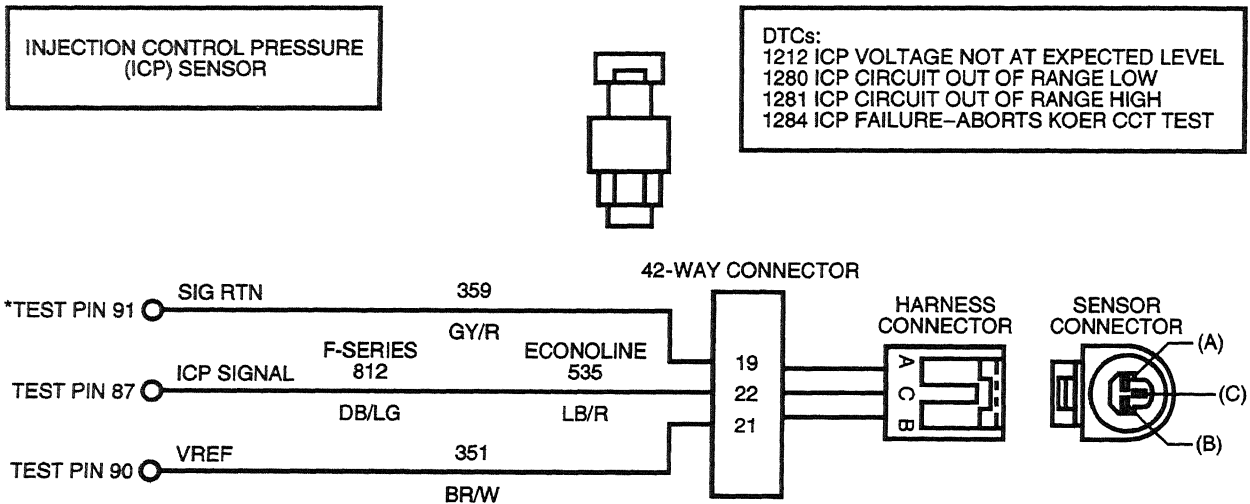 INJECTION CONTROL PRESSURE
(ICP) SENSOR
DTCs:
1212 ICP VOLTAGE NOT AT EXPECTED LEVEL
1280 ICP CIRCUIT OUT OF RANGE LOW
1281 ICP CIRCUIT OUT OF RANGE HIGH
1284 ICP FAILURE–ABORTS KOER CCT TEST
42-WAY CONNECTOR
*TEST PIN 91
SIG RTN
359
GY/R
HARNESS
CONNECTOR
SENSOR
CONNECTOR
TEST PIN 87
ICP SIGNAL
F-SERIES
812
DB/LG
ECONOLINE
535
LB/R
TEST PIN 90
VREF
351
BR/W
19
22
21
A
C
B
(A)
(C)
(B)